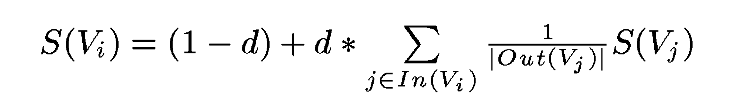 S(V_i) = (1 − d) + d * \sum_{j \in In(V_i)} \frac{1}{|Out(V_j)|} S(V_j)